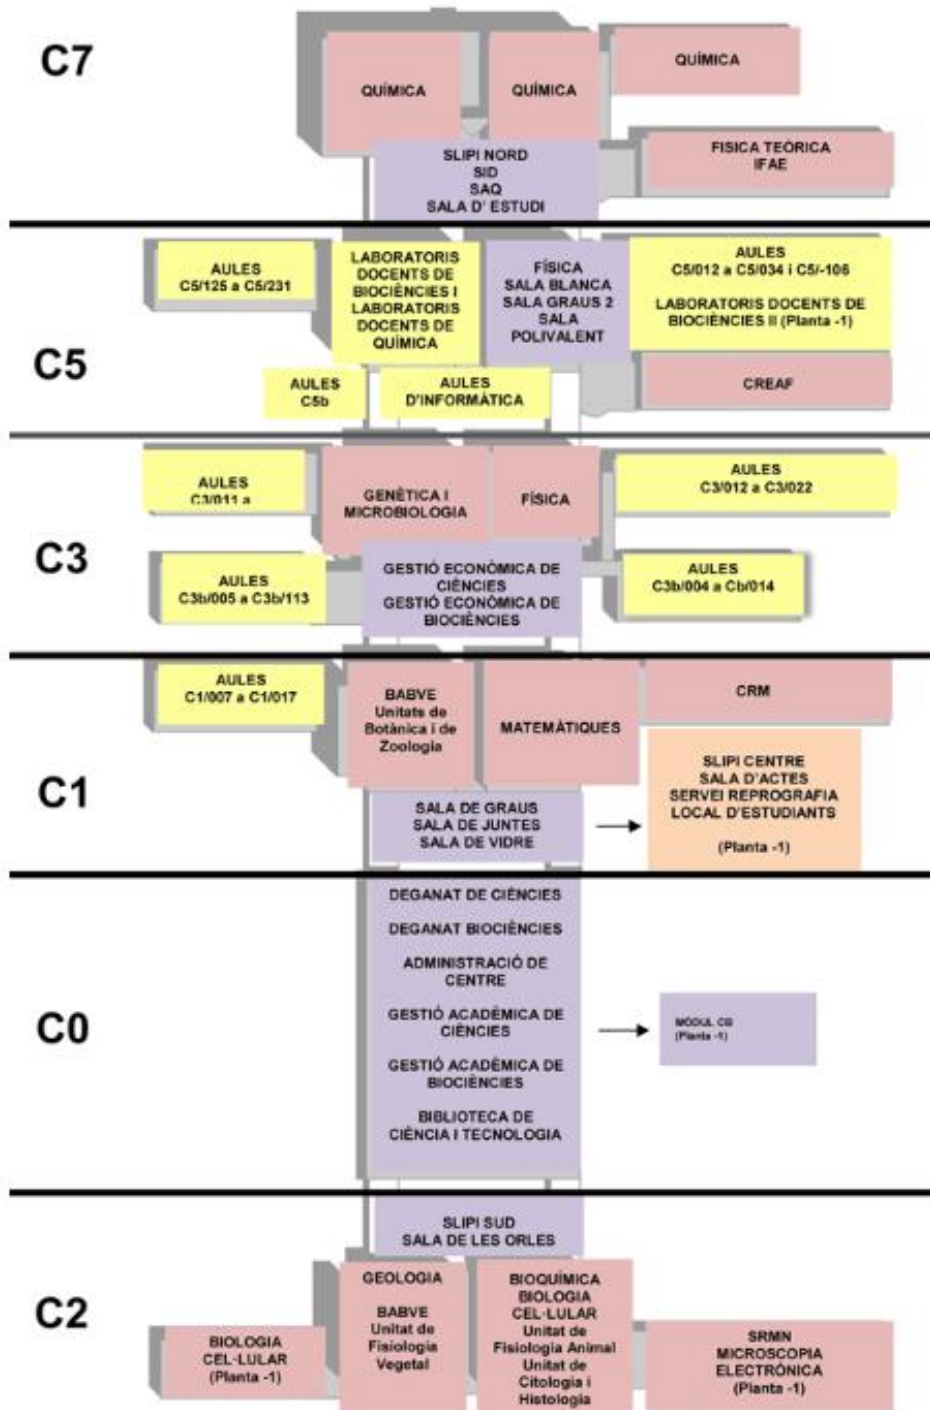 C7
QUÍMICA
QUÍMICA
QUÍMICA
SLIPI NORD
SID
SAQ
SALA D' ESTUDI
FISICA TEÒRICA
IFAE
C5
AULES
C5/125 a C5/231
LABORATORIS
DOCENTS DE
BIOCIÈNCIES I
LABORATORIS
DOCENTS DE
QUÍMICA
FÍSICA
SALA BLANCA
SALA GRAUS 2
SALA
POLIVALENT
AULES
C5/012 a C5/034 i C5/-106
LABORATORIS DOCENTS DE
BIOCIÈNCIES II (Planta -1)
AULES
C5b
AULES
D'INFORMÀTICA
CREAF
C3
AULES
C3/011 a
GENÈTICA I
MICROBIOLOGIA
FÍSICA
AULES
C3/012 a C3/022
AULES
C3b/005 a C3b/113
GESTIÓ ECONÒMICA DE
CIÈNCIES
GESTIÓ ECONÒMICA DE
BIOCIÈNCIES
AULES
C3b/004 a Cb/014
C1
AULES
C1/007 a C1/017
BABVE
Unitats de
Botànica i de
Zoologia
MATEMÀTIQUES
CRM
SALA DE GRAUS
SALA DE JUNTES
SALA DE VIDRE
SLIPI CENTRE
SALA D'ACTES
SERVEI REPROGRAFIA
LOCAL D'ESTUDIANTS
(Planta -1)
C0
DEGANAT DE CIÈNCIES
DEGANAT BIOCIÈNCIES
ADMINISTRACIÓ DE
CENTRE
GESTIÓ ACADÈMICA DE
CIÈNCIES
GESTIÓ ACADÈMICA DE
BIOCIÈNCIES
BIBLIOTECA DE
CIÈNCIA I TECNOLOGIA
MÒDUL
(Planta -1)
C2
SLIPI SUD
SALA DE LES ORLES
BIOLOGIA
CEL·LULAR
(Planta -1)
GEOLOGIA
BABVE
Unitat de
Fisiologia
Vegetal
BIOQUÍMICA
BIOLOGIA
CEL·LULAR
Unitat de
Fisiologia Animal
Unitat de
Citologia i
Histologia
SRMN
MICROSCOPIA
ELECTRÒNICA
(Planta -1)